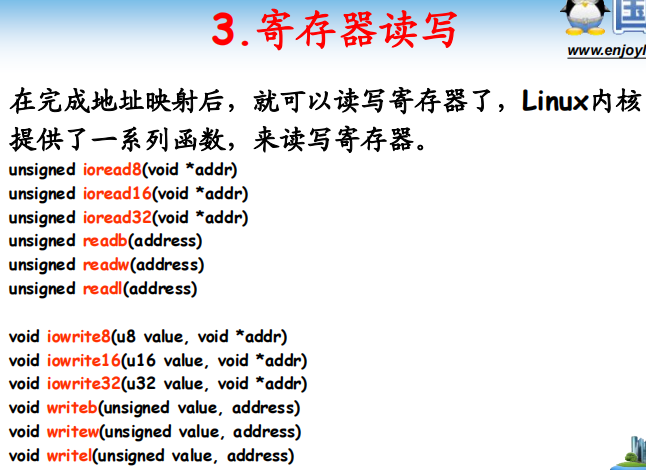 3.寄存器读写
国
www.enjoyl
在完成地址映射后，就可以读写寄存器了，Linux内核
提供了一系列函数，来读写寄存器。
unsigned ioread8(void *addr)
unsigned ioread16(void *addr)
unsigned ioread32(void *addr)
unsigned readb(address)
unsigned readw(address)
unsigned readl(address)
void iowrite8(u8 value, void *addr)
void iowrite16(u16 value, void *addr)
void iowrite32(u32 value, void *addr)
void writeb(unsigned value, address)
void writew(unsigned value, address)
void writel(unsigned value, address)